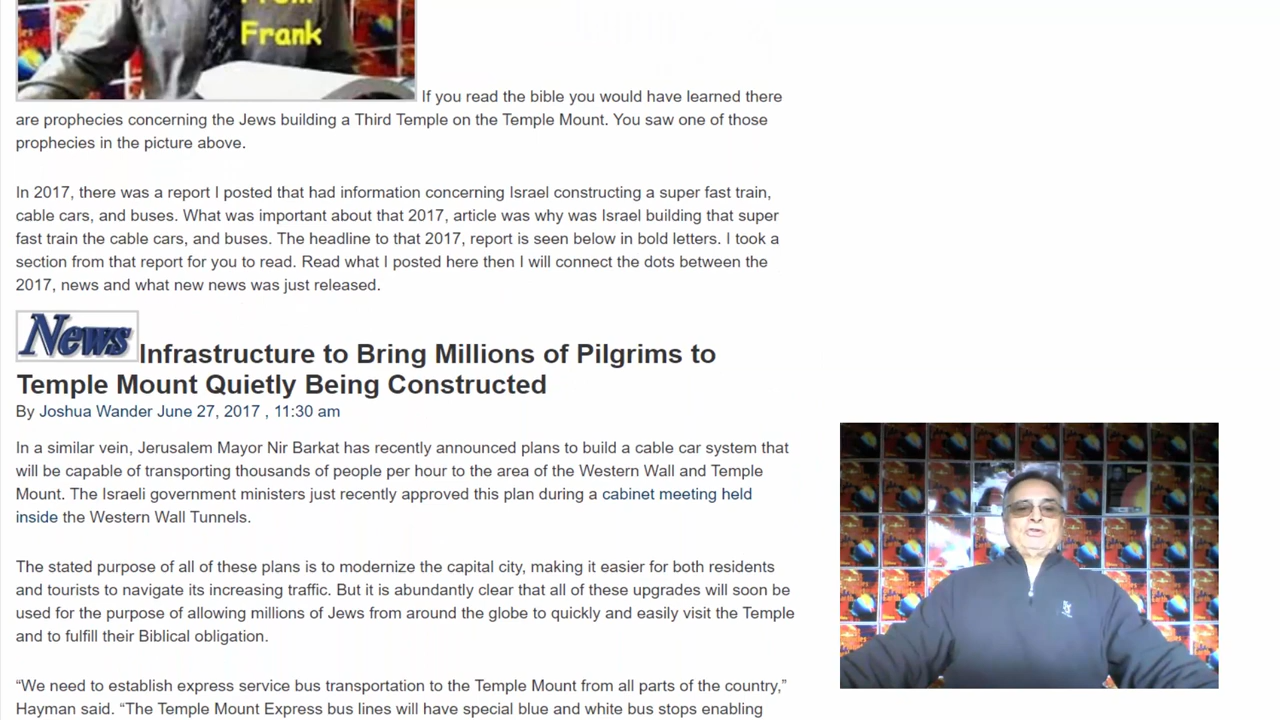 From
Frank
If you read the bible you would have learned there
are prophecies concerning the Jews building a Third Temple on the Temple Mount. You saw one of those
prophecies in the picture above.
In 2017, there was a report I posted that had information concerning Israel constructing a super fast train,
cable cars, and buses. What was important about that 2017, article was why was Israel building that super
fast train the cable cars, and buses. The headline to that 2017, report is seen below in bold letters. I took a
section from that report for you to read. Read what I posted here then I will connect the dots between the
2017, news and what new news was just released.
News
Infrastructure to Bring Millions of Pilgrims to
Temple Mount Quietly Being Constructed
By Joshua Wander June 27, 2017 , 11:30 am
In a similar vein, Jerusalem Mayor Nir Barkat has recently announced plans to build a cable car system that
will be capable of transporting thousands of people per hour to the area of the Western Wall and Temple
Mount. The Israeli government ministers just recently approved this plan during a cabinet meeting held
inside the Western Wall Tunnels.
The stated purpose of all of these plans is to modernize the capital city, making it easier for both residents
and tourists to navigate its increasing traffic. But it is abundantly clear that all of these upgrades will soon be
used for the purpose of allowing millions of Jews from around the globe to quickly and easily visit the Temple
and to fulfill their Biblical obligation.
“We need to establish express service bus transportation to the Temple Mount from all parts of the country,”
Hayman said. “The Temple Mount Express bus lines will have special blue and white bus stops enabling